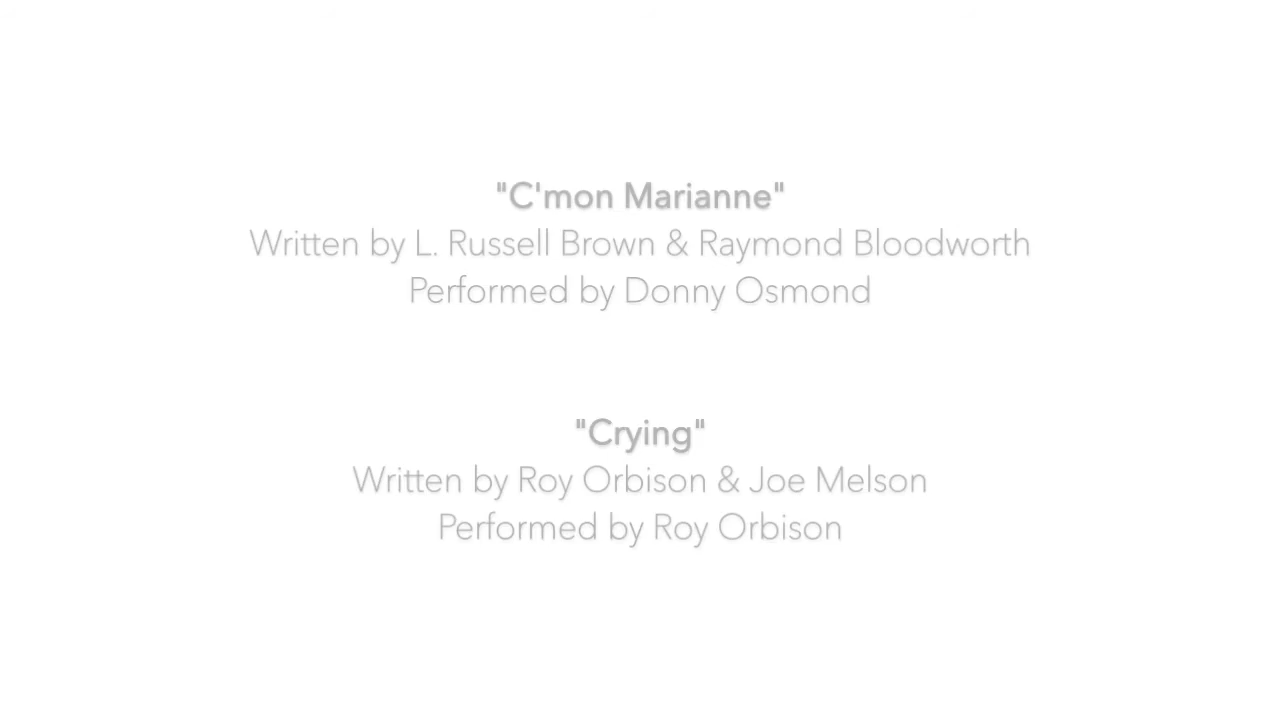 "C'mon Marianne"
Written by L. Russell Brown & Raymond Bloodworth
Performed by Donny Osmond
"Crying"
Written by Roy Orbison & Joe Melson
Performed by Roy Orbison